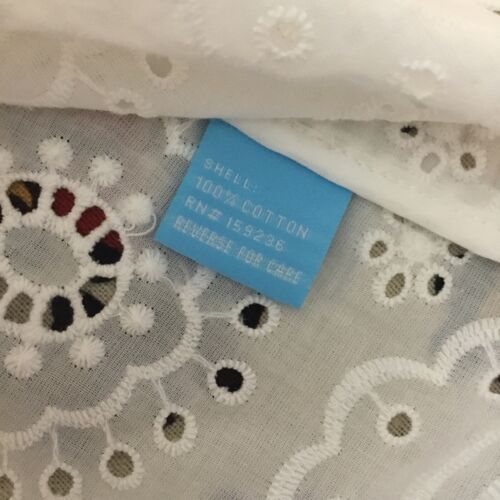 SHELL:
100% COTTON
RN# 159236
REVERSE FOR CARE